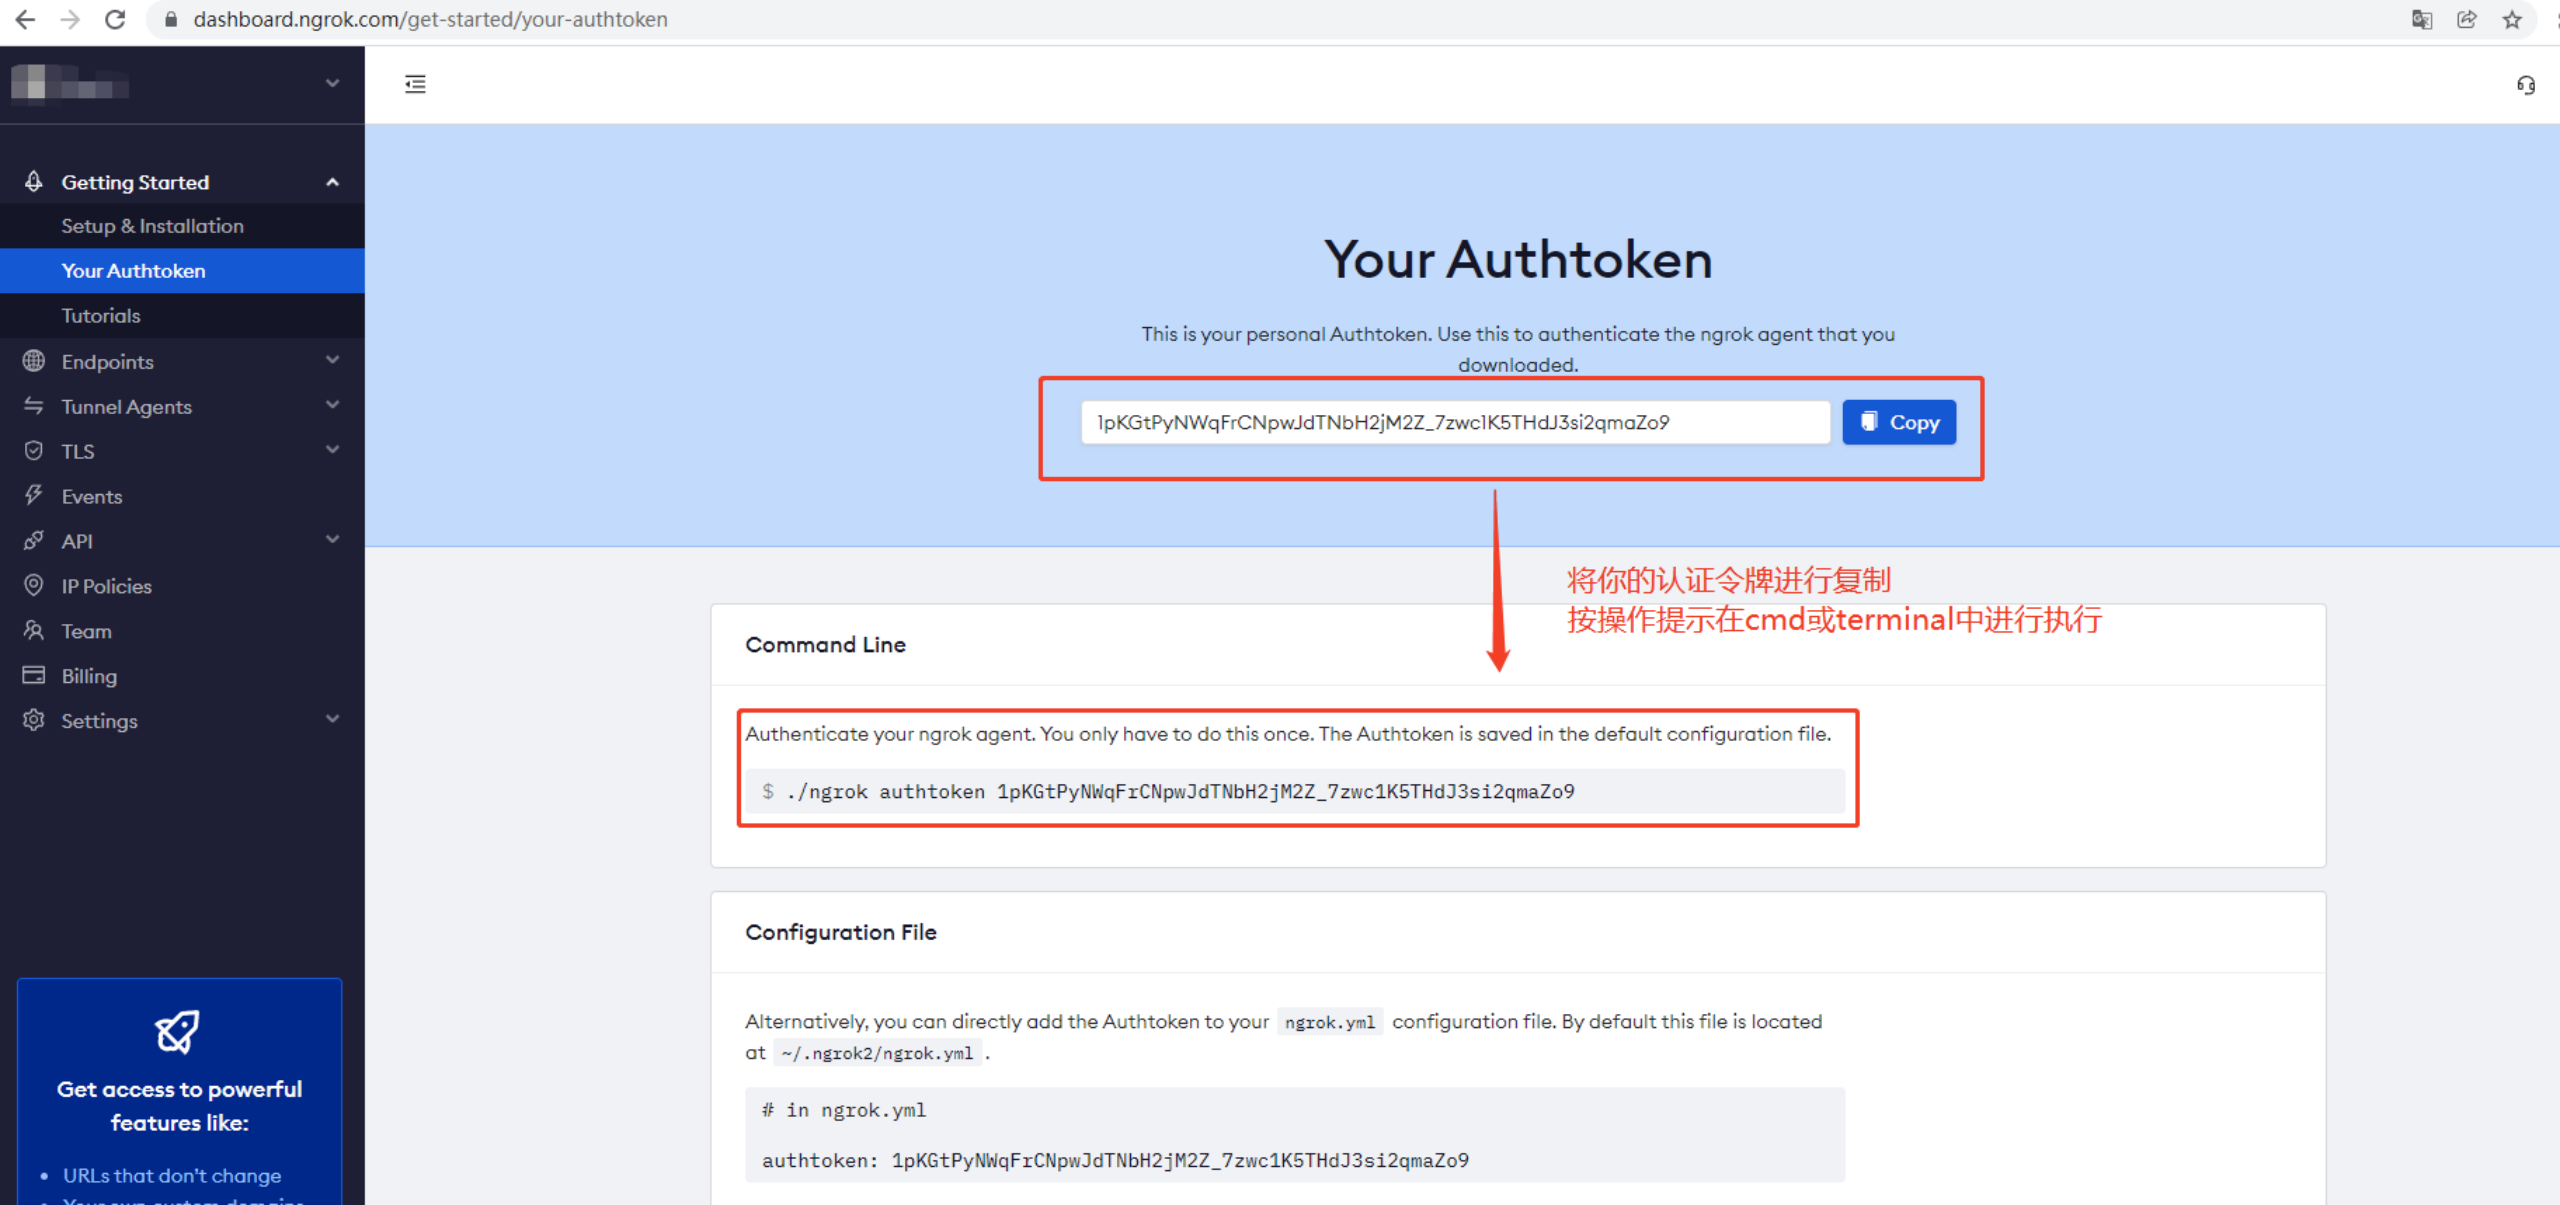 dashboard.ngrok.com/get-started/your-authtoken
Getting Started
Setup & Installation
Your Authtoken
Tutorials
Endpoints
Tunnel Agents
TLS
Events
API
IP Policies
Team
Billing
Settings
Get access to powerful
features like:
• URLs that don't change
• Your own custom domains
Your Authtoken
This is your personal Authtoken. Use this to authenticate the ngrok agent that you
downloaded.
1pKGtPyNWqFrCNpwJdTNbH2jM2Z_7zwc1K5THdJ3si2qmaZo9
Copy
将你的认证令牌进行复制
按操作提示在cmd或terminal中进行执行
Command Line
Authenticate your ngrok agent. You only have to do this once. The Authtoken is saved in the default configuration file.
$ ./ngrok authtoken 1pKGtPyNWqFrCNpwJdTNbH2jM2Z_7zwc1K5THdJ3si2qmaZo9
Configuration File
Alternatively, you can directly add the Authtoken to your ngrok.yml configuration file. By default this file is located
at ~/.ngrok2/ngrok.yml .
# in ngrok.yml
authtoken: 1pKGtPyNWqFrCNpwJdTNbH2jM2Z_7zwc1K5THdJ3si2qmaZo9